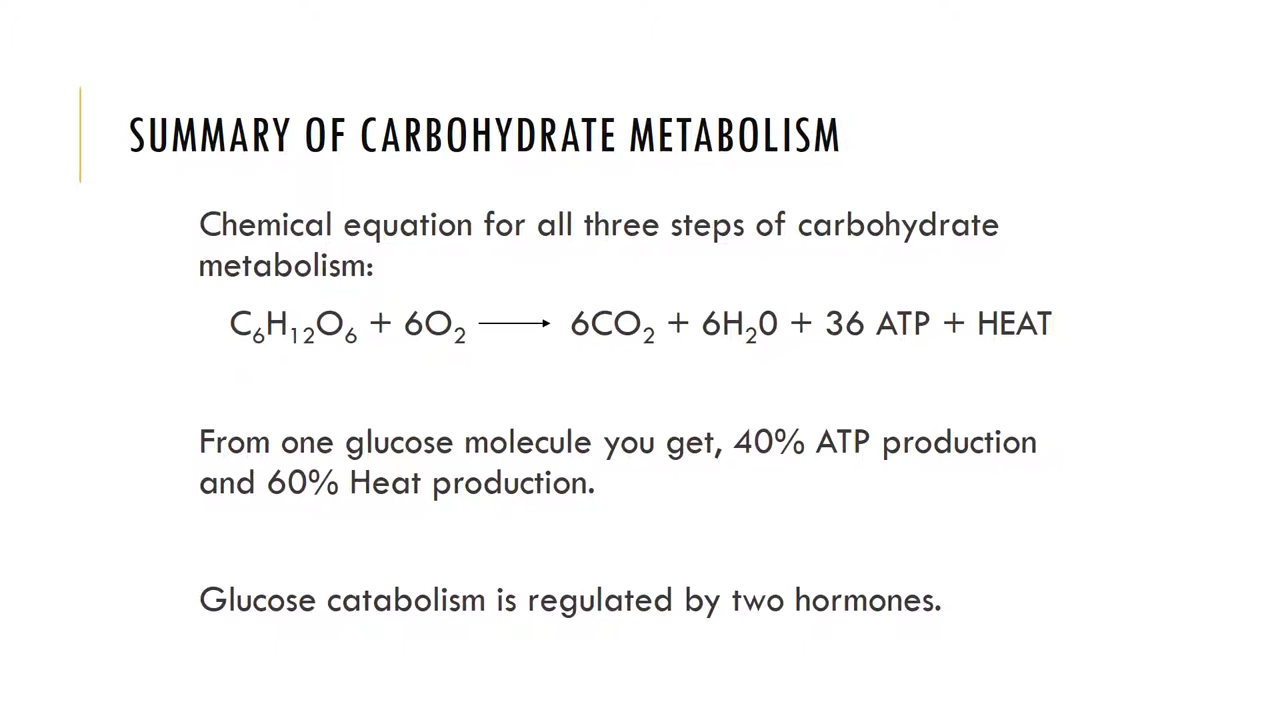 SUMMARY OF CARBOHYDRATE METABOLISM
Chemical equation for all three steps of carbohydrate
metabolism:
C₆H₁₂O₆ + 6O₂ ⟶ 6CO₂ + 6H₂0 + 36 ATP + HEAT
From one glucose molecule you get, 40% ATP production
and 60% Heat production.
Glucose catabolism is regulated by two hormones.